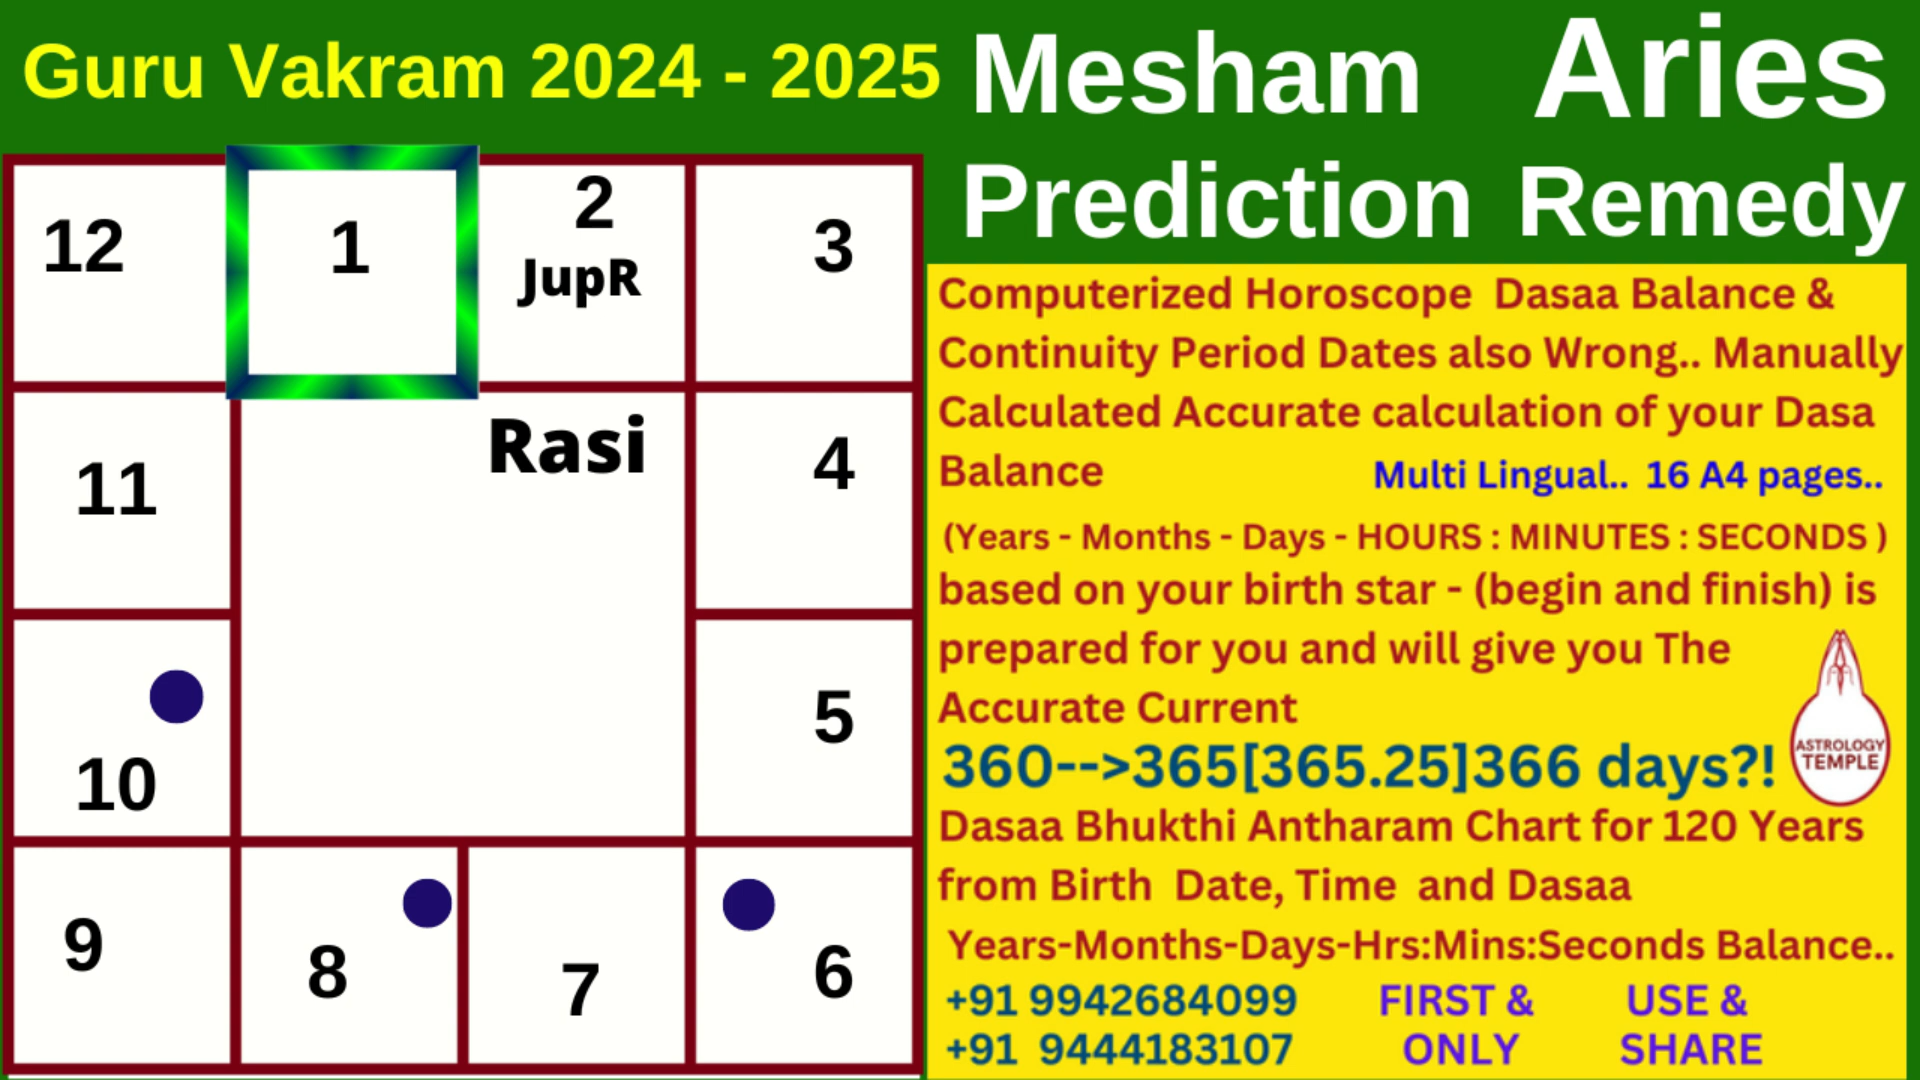 Guru Vakram 2024 - 2025
Mesham Aries
Prediction Remedy
12
1
2
JupR
3
11
Rasi
4
10
5
9
8
7
6
Computerized Horoscope Dasaa Balance &
Continuity Period Dates also Wrong.. Manually
Calculated Accurate calculation of your Dasa
Balance Multi Lingual.. 16 A4 pages..
(Years - Months - Days - HOURS : MINUTES : SECONDS )
based on your birth star - (begin and finish) is
prepared for you and will give you The
Accurate Current
360-->365[365.25]366 days?!
ASTROLOGY
TEMPLE
Dasaa Bhukthi Antharam Chart for 120 Years
from Birth Date, Time and Dasaa
Years-Months-Days-Hrs:Mins:Seconds Balance..
+91 9942684099 FIRST & USE &
+91 9444183107 ONLY SHARE